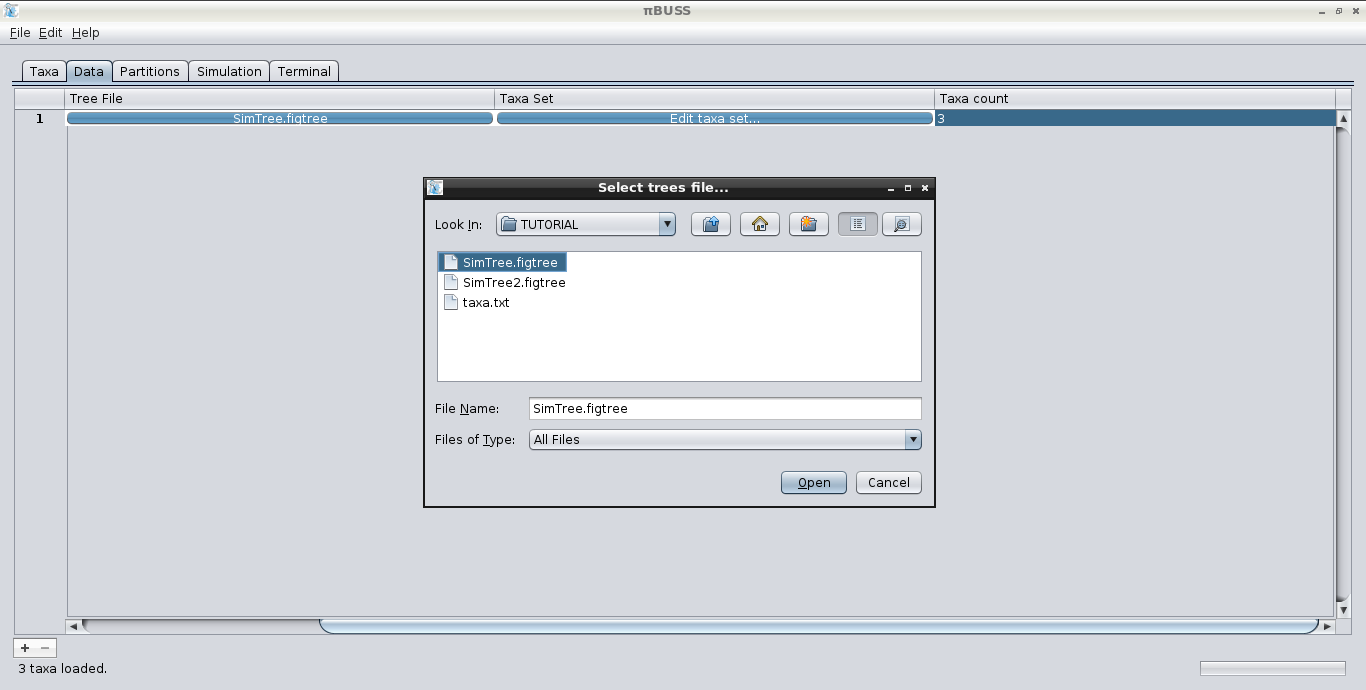 πBUSS
File Edit Help
Taxa Data Partitions Simulation Terminal
Tree File Taxa Set Taxa count
1 SimTree.figtree Edit taxa set... 3
Select trees file...
Look In: TUTORIAL
SimTree.figtree
SimTree2.figtree
taxa.txt
File Name: SimTree.figtree
Files of Type: All Files
Open Cancel
3 taxa loaded.